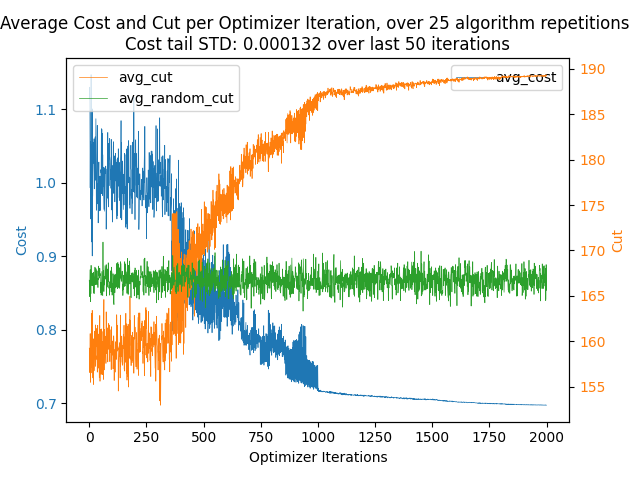 Average Cost and Cut per Optimizer Iteration, over 25 algorithm repetitions
Cost tail STD: 0.000132 over last 50 iterations
avg_cut
avg_random_cut
avg_cost
Cost
1.1
1.0
0.9
0.8
0.7
190
185
180
175
170
165
160
155
Cut
0
250
500
750
1000
1250
1500
1750
2000
Optimizer Iterations